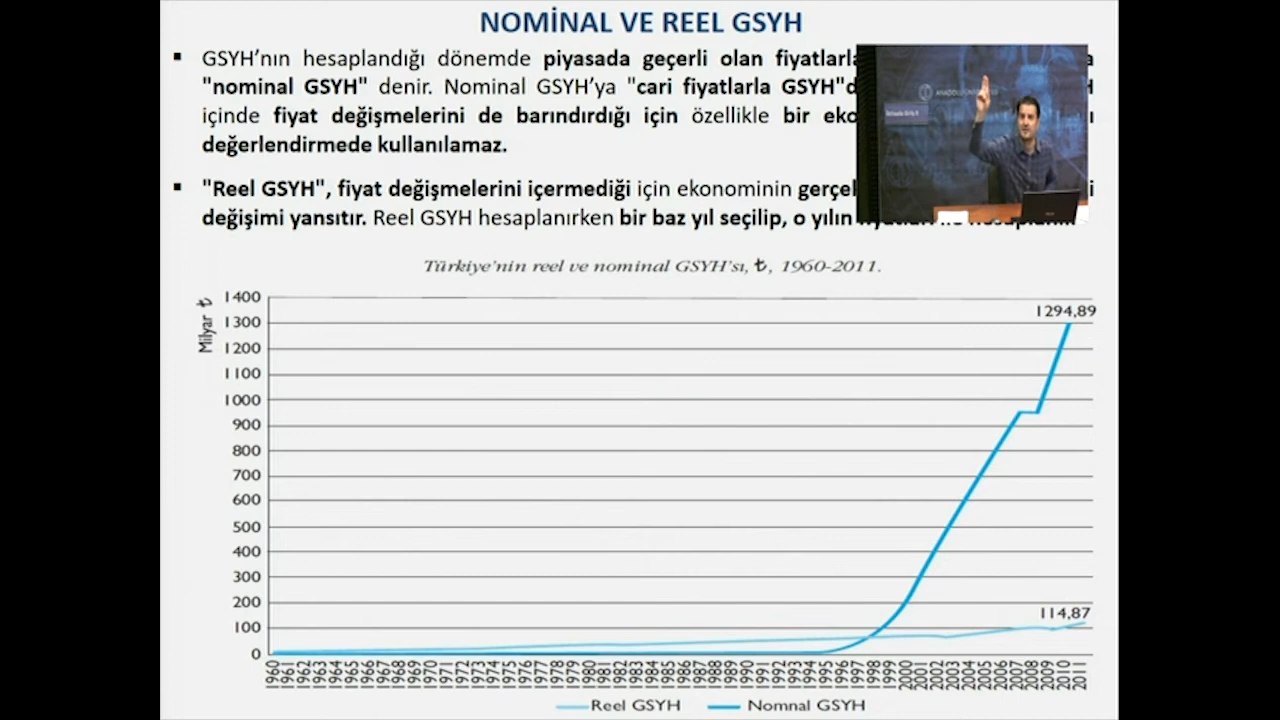 NOMİNAL VE REEL GSYH
▪ GSYH’nın hesaplandığı dönemde piyasada geçerli olan fiyatlarla
"nominal GSYH" denir. Nominal GSYH’ya "cari fiyatlarla GSYH"d
içinde fiyat değişmelerini de barındırdığı için özellikle bir eko
değerlendirmede kullanılamaz.
▪ "Reel GSYH", fiyat değişmelerini içermediği için ekonominin gerçek
değişimi yansıtır. Reel GSYH hesaplanırken bir baz yıl seçilip, o yılın fiyatları ile hesaplanır.
Türkiye’nin reel ve nominal GSYH’sı, ₺, 1960-2011.
Milyar ₺
1400
1300
1200
1100
1000
900
800
700
600
500
400
300
200
100
0
1294,89
114,87
1960 1961 1962 1963 1964 1965 1966 1967 1968 1969 1970 1971 1972 1973 1974 1975 1976 1977 1978 1979 1980 1981 1982 1983 1984 1985 1986 1987 1988 1989 1990 1991 1992 1993 1994 1995 1996 1997 1998 1999 2000 2001 2002 2003 2004 2005 2006 2007 2008 2009 2010 2011
Reel GSYH Nomnal GSYH